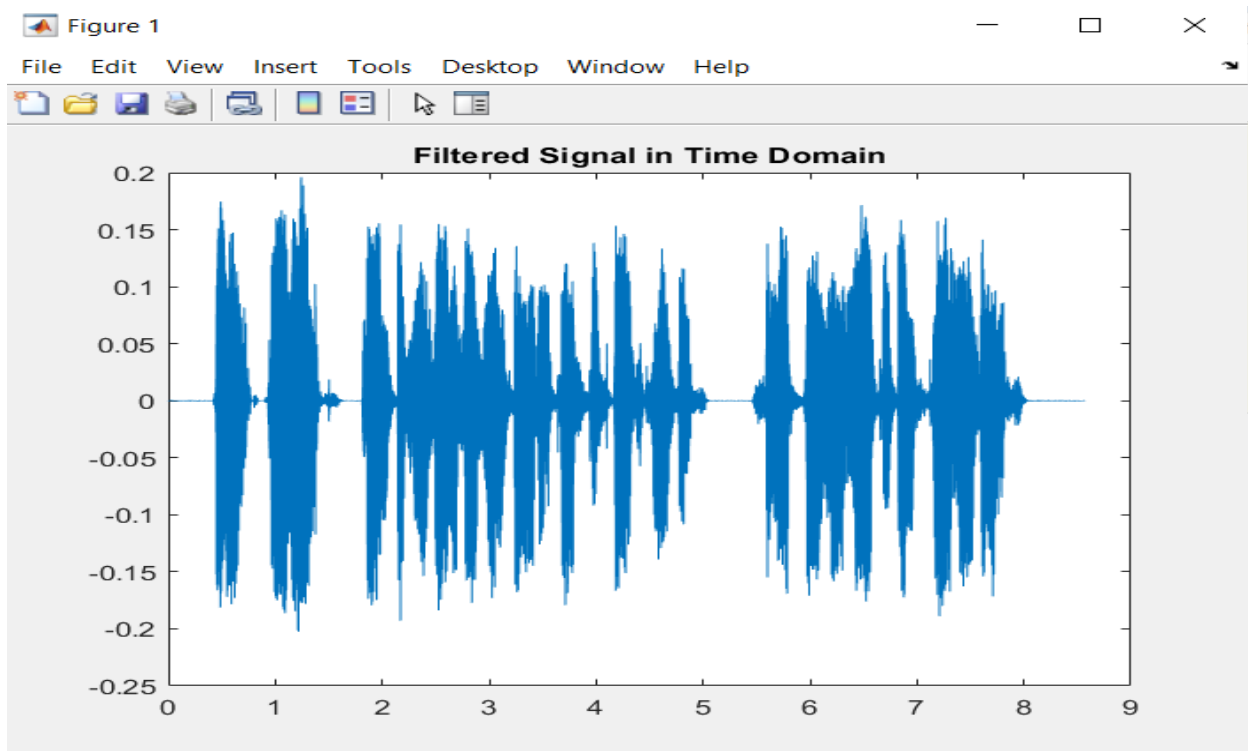 Figure 1
File Edit View Insert Tools Desktop Window Help
Filtered Signal in Time Domain
0.2
0.15
0.1
0.05
0
-0.05
-0.1
-0.15
-0.2
-0.25
0 1 2 3 4 5 6 7 8 9